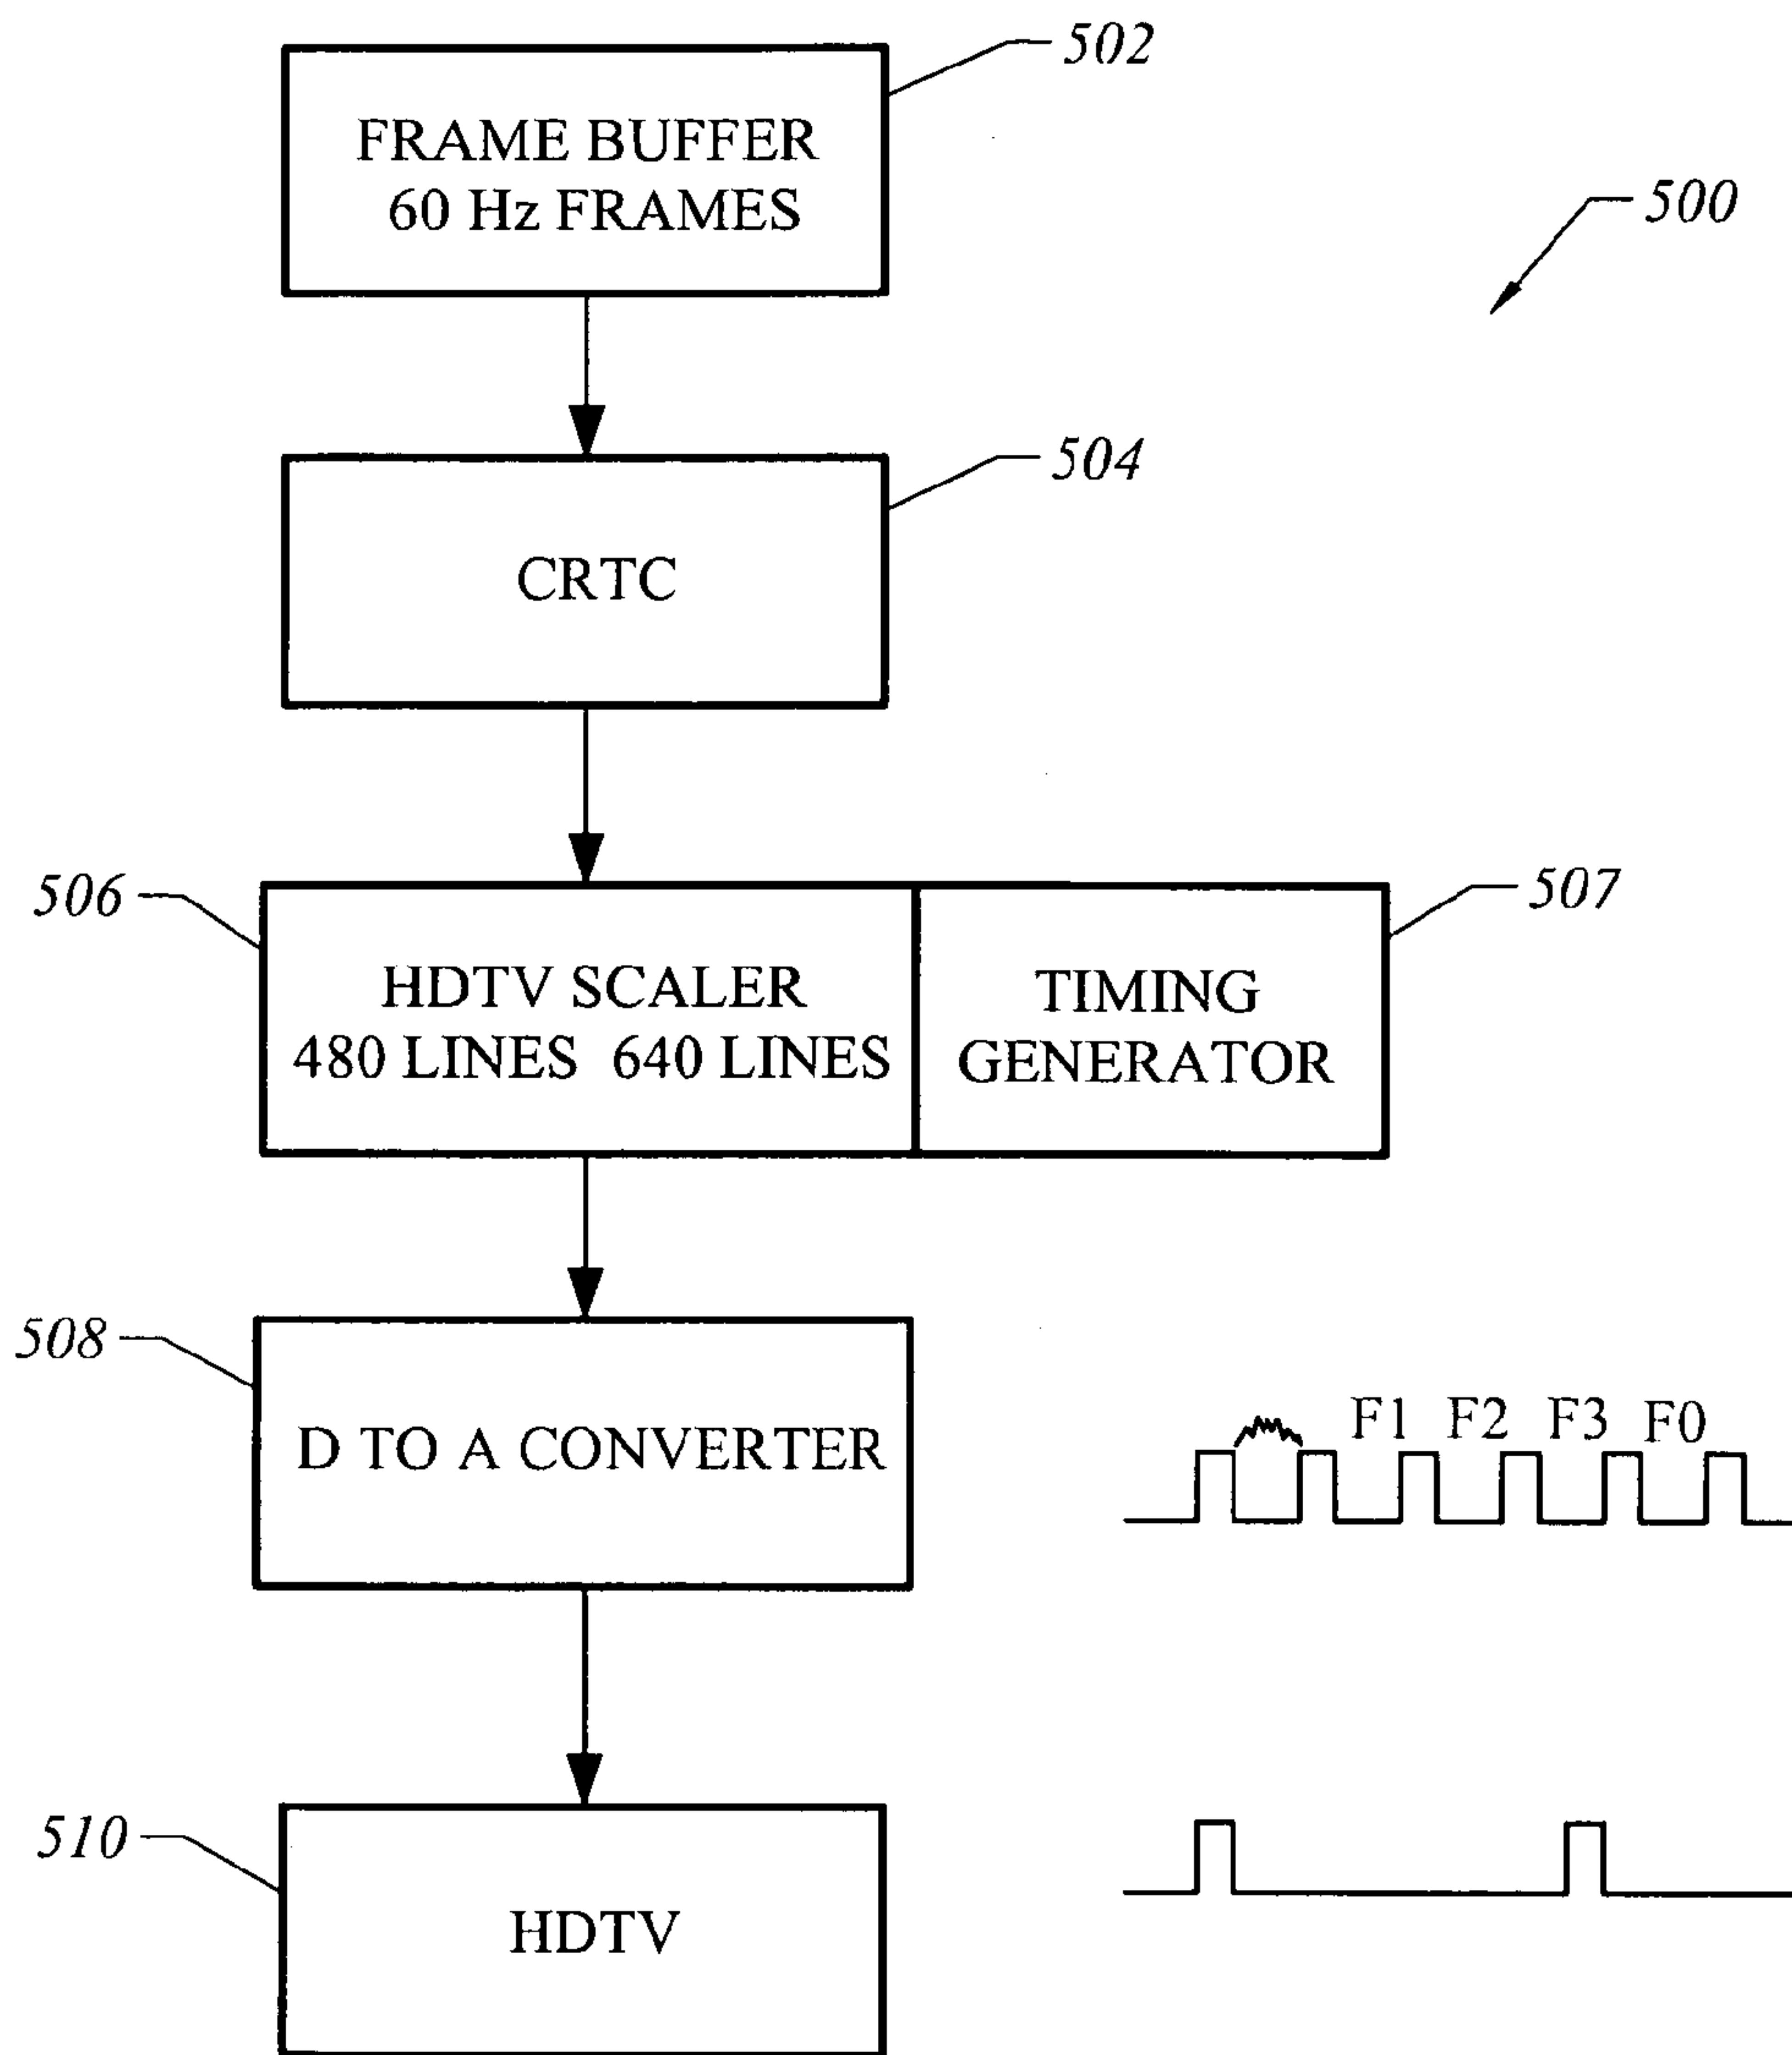 502
FRAME BUFFER
60 Hz FRAMES
500
504
CRTC
506
507
HDTV SCALER
480 LINES 640 LINES
TIMING
GENERATOR
508
D TO A CONVERTER
F1 F2 F3 F0
510
HDTV